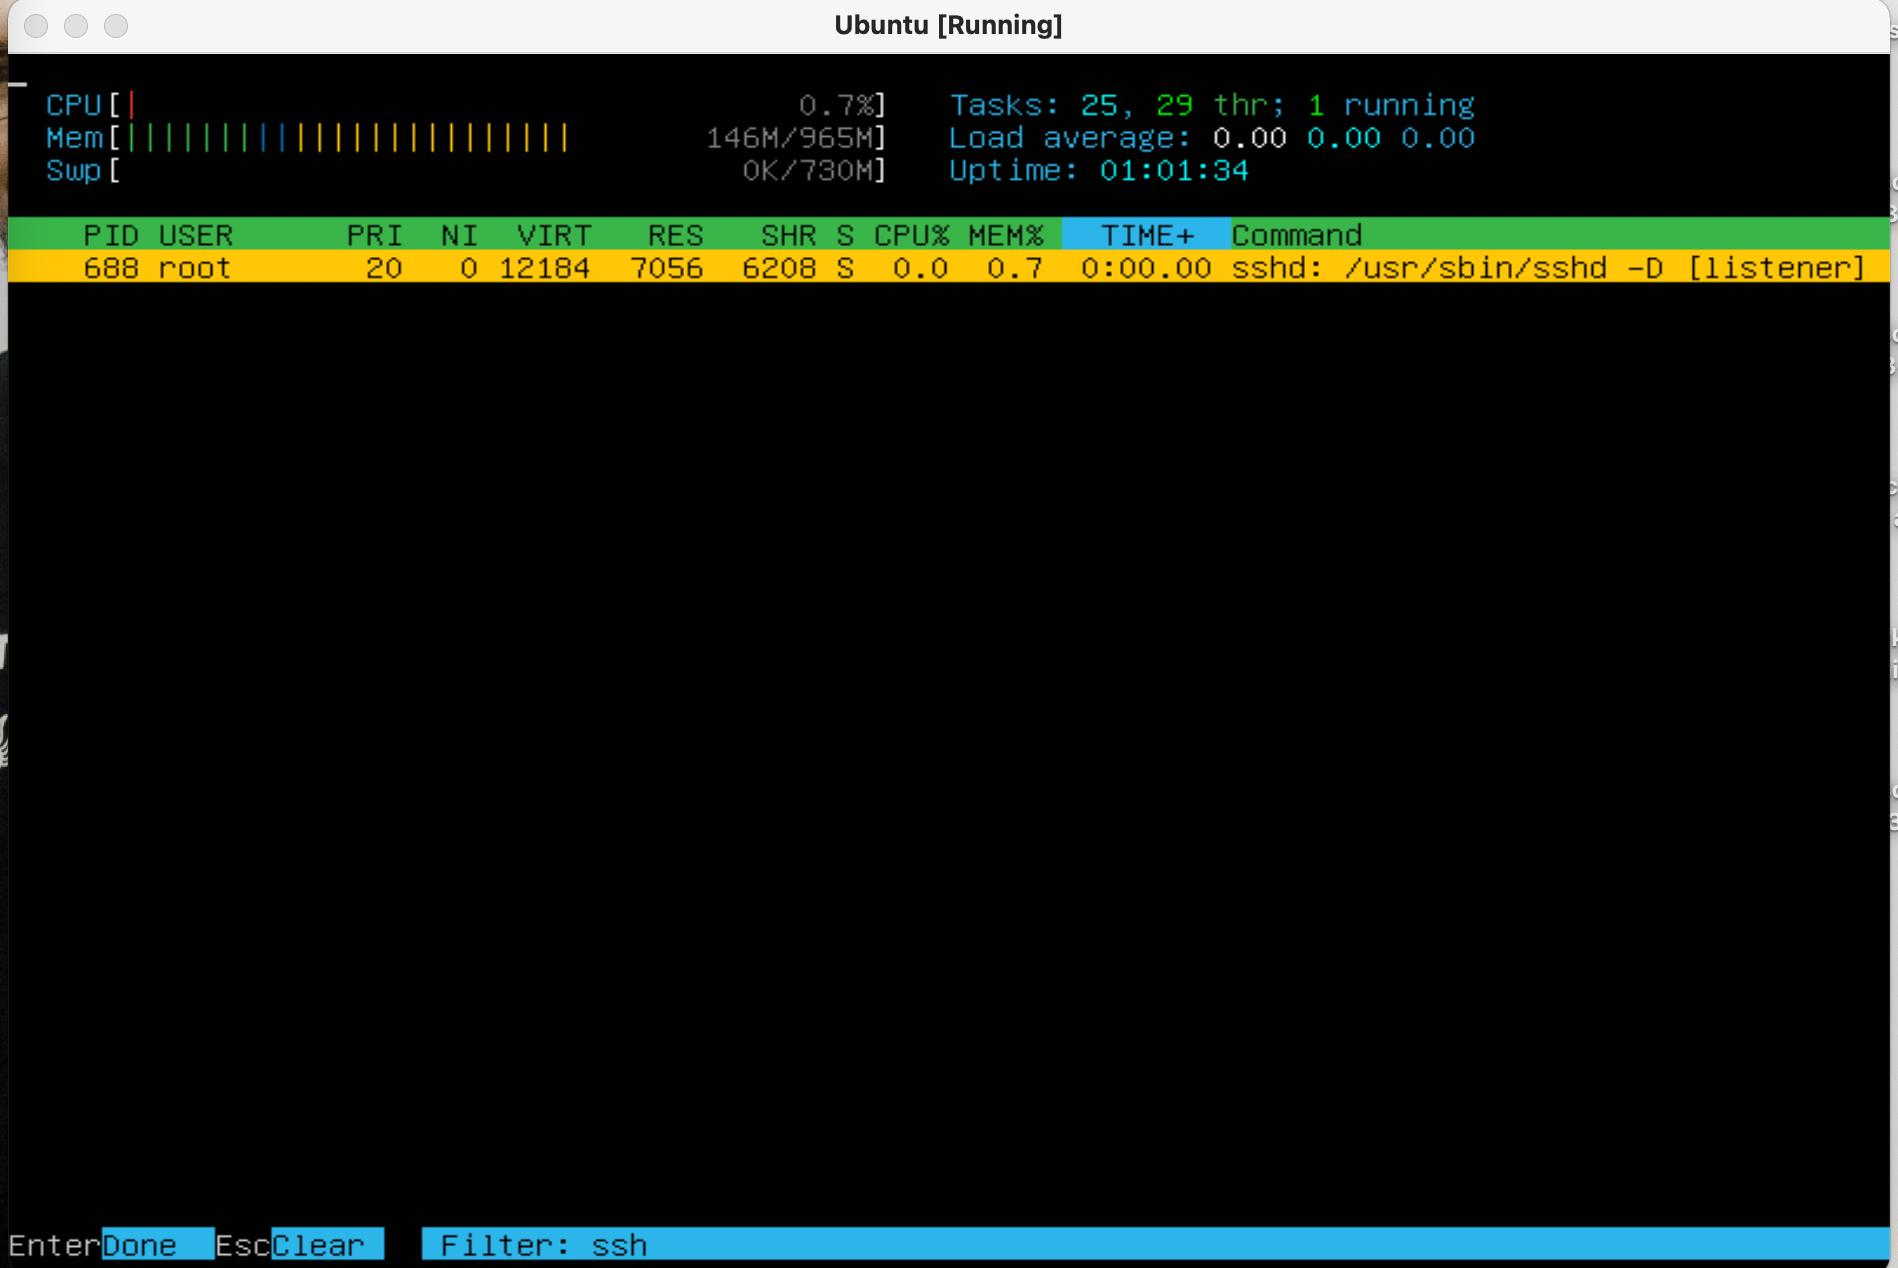 Ubuntu [Running]
CPU[| 0.7%] Tasks: 25, 29 thr; 1 running
Mem[|||||||||||||||||||||||| 146M/965M] Load average: 0.00 0.00 0.00
Swp[ 0K/730M] Uptime: 01:01:34
PID USER PRI NI VIRT RES SHR S CPU% MEM% TIME+ Command
688 root 20 0 12184 7056 6208 S 0.0 0.7 0:00.00 sshd: /usr/sbin/sshd -D [listener]
EnterDone EscClear Filter: ssh